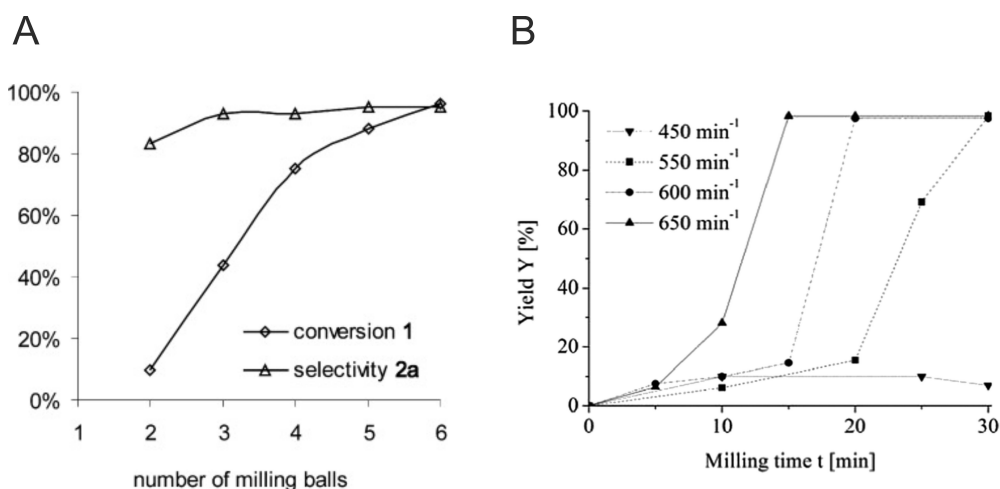 A
100%
80%
60%
40%
20%
0%
conversion 1
selectivity 2a
1 2 3 4 5 6
number of milling balls
B
100
80
60
40
20
0
Yield Y [%]
450 min⁻¹
550 min⁻¹
600 min⁻¹
650 min⁻¹
0 10 20 30
Milling time t [min]